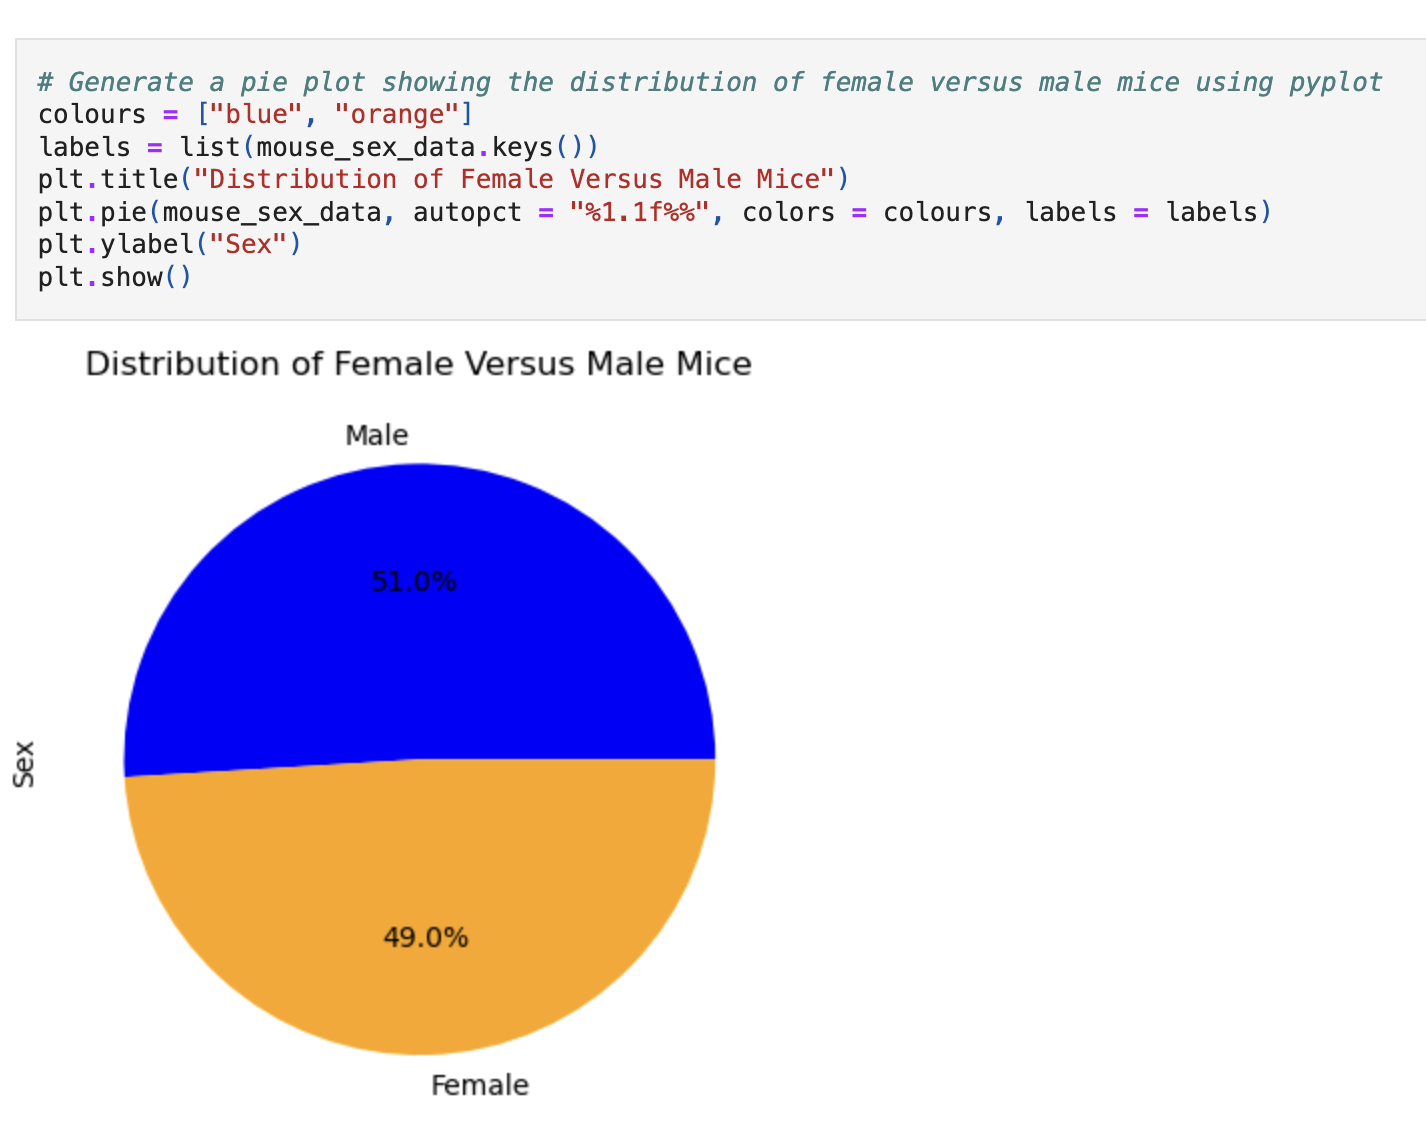 # Generate a pie plot showing the distribution of female versus male mice using pyplot
colours = ["blue", "orange"]
labels = list(mouse_sex_data.keys())
plt.title("Distribution of Female Versus Male Mice")
plt.pie(mouse_sex_data, autopct = "%1.1f%%", colors = colours, labels = labels)
plt.ylabel("Sex")
plt.show()
Distribution of Female Versus Male Mice
Male
51.0%
Sex
49.0%
Female